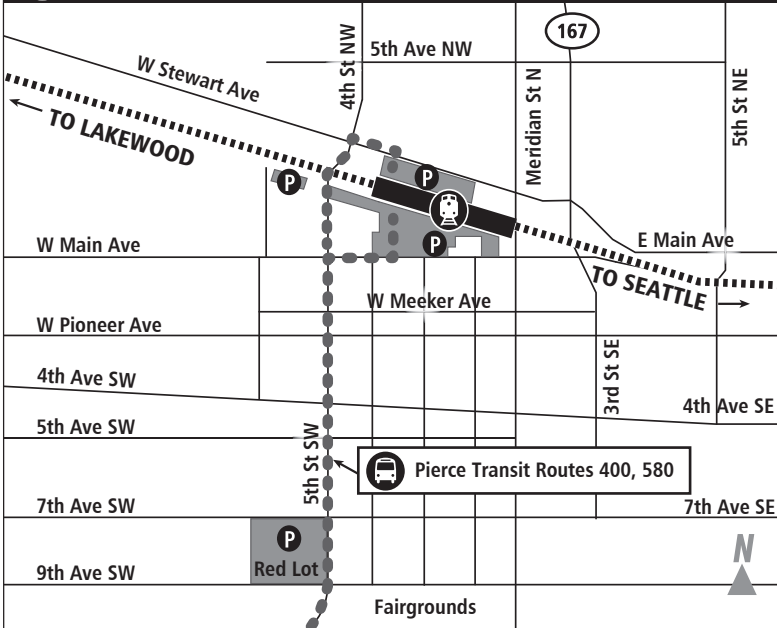 167
5th Ave NW
4th St NW
W Stewart Ave
Meridian St N
5th St NE
TO LAKEWOOD
P
P
P
W Main Ave
E Main Ave
TO SEATTLE
W Meeker Ave
W Pioneer Ave
3rd St SE
4th Ave SW
4th Ave SE
5th Ave SW
5th St SW
Pierce Transit Routes 400, 580
7th Ave SW
7th Ave SE
P
Red Lot
N
9th Ave SW
Fairgrounds